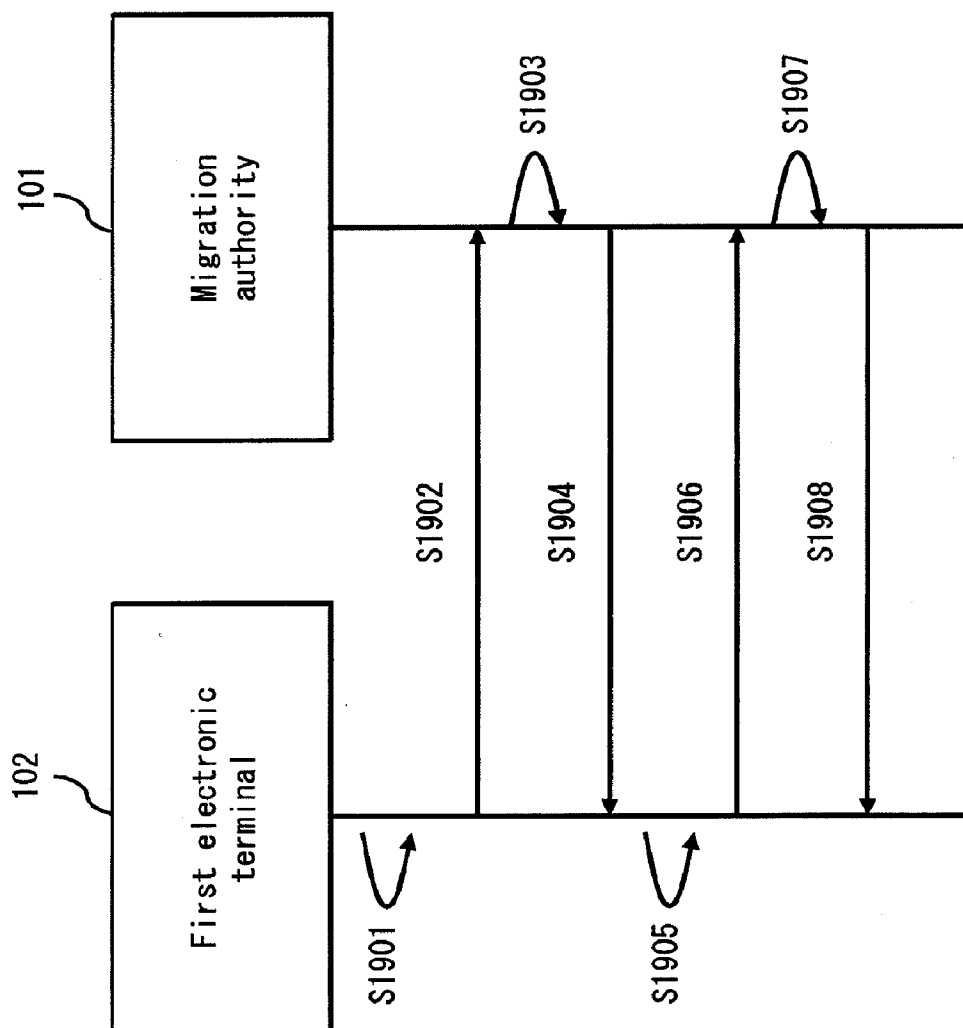 102
First electronic
terminal
101
Migration
authority
S1901
S1902
S1903
S1904
S1905
S1906
S1907
S1908